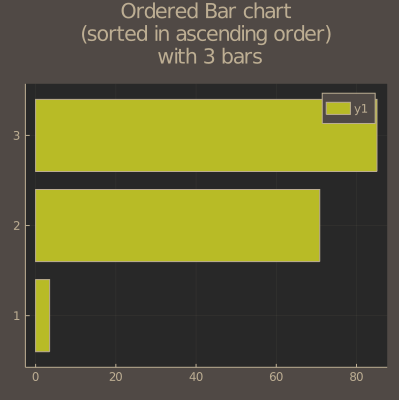 Ordered Bar chart
(sorted in ascending order)
with 3 bars
y1
3
2
1
0 20 40 60 80